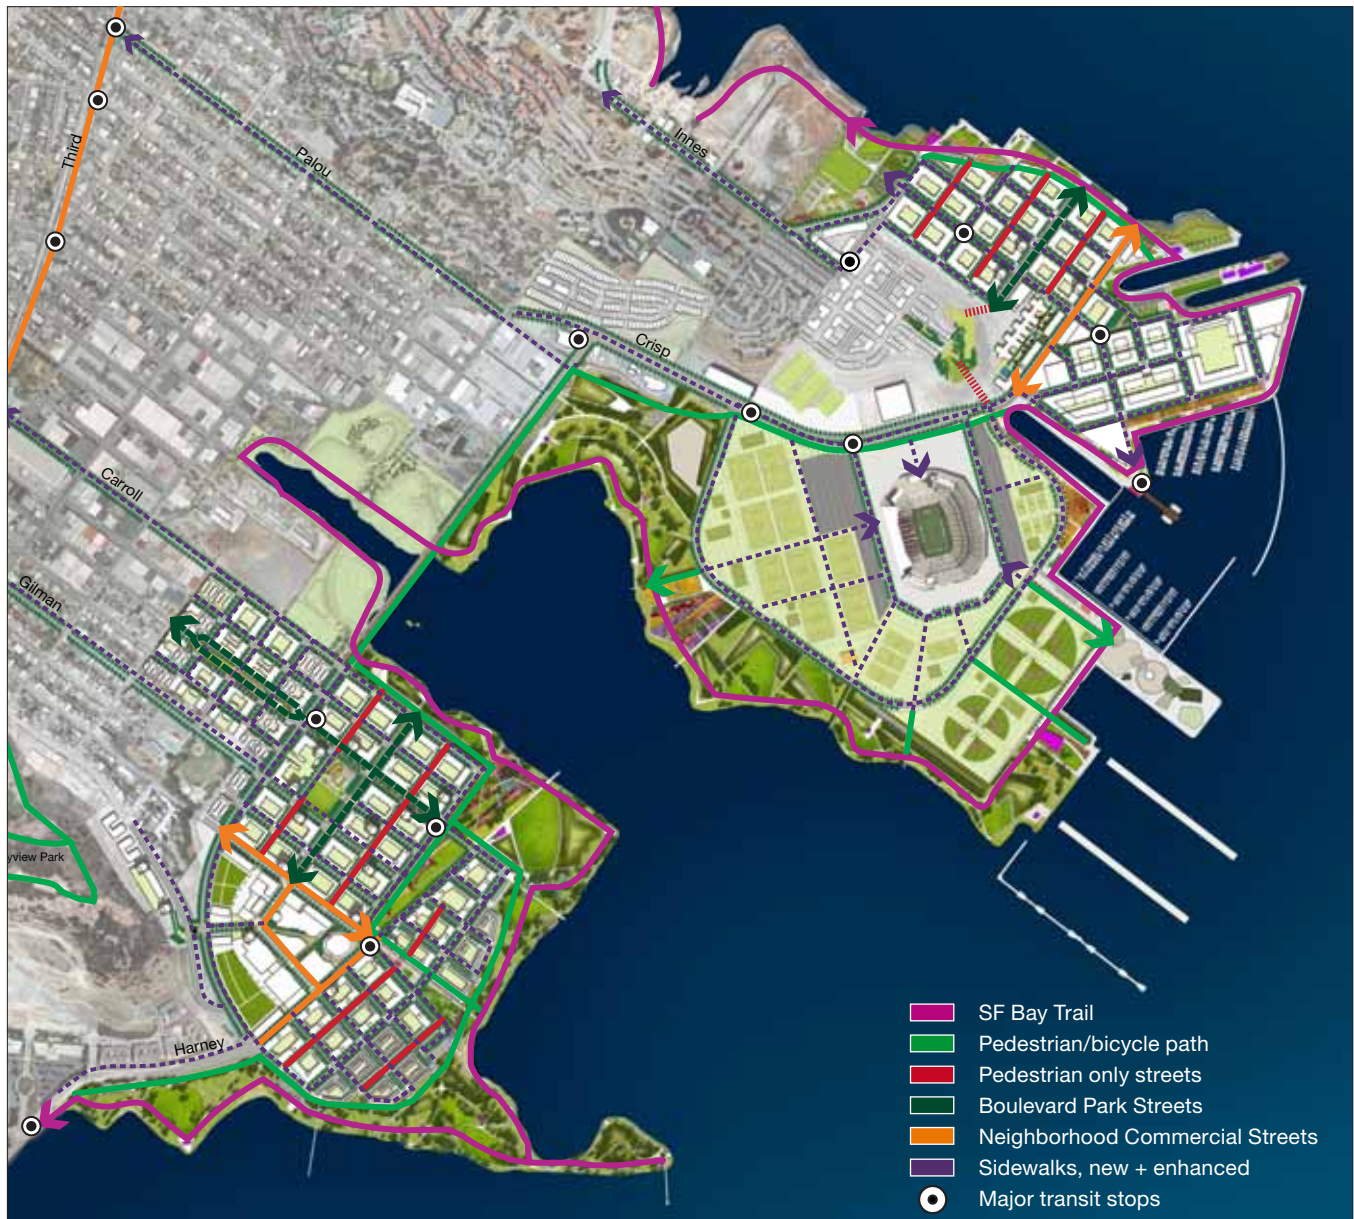 Third
Palou
Innes
Crisp
Carroll
Gilman
yview Park
Harney
SF Bay Trail
Pedestrian/bicycle path
Pedestrian only streets
Boulevard Park Streets
Neighborhood Commercial Streets
Sidewalks, new + enhanced
Major transit stops